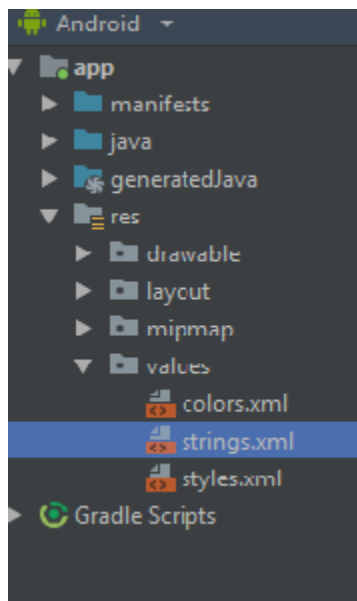 Android
app
manifests
java
generatedJava
res
drawable
layout
mipmap
values
colors.xml
strings.xml
styles.xml
Gradle Scripts